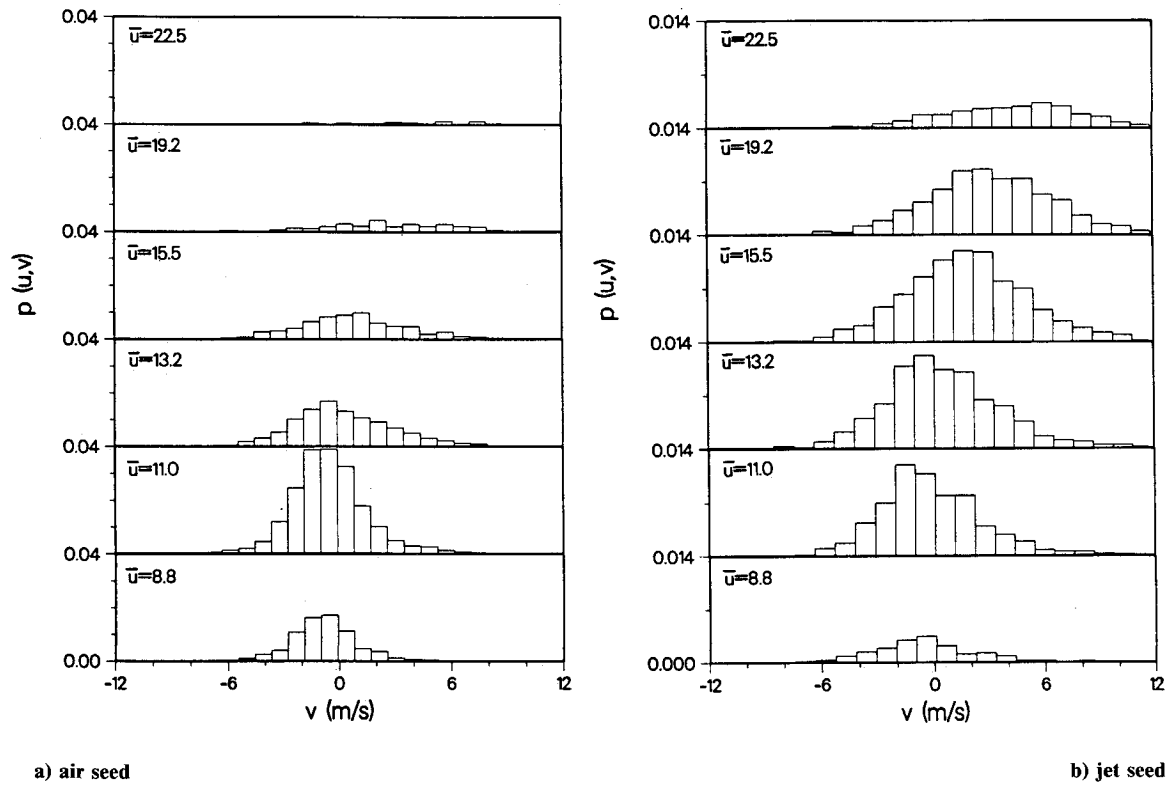 0.04
ū=22.5
0.04
ū=19.2
0.04
ū=15.5
0.04
ū=13.2
0.04
ū=11.0
0.04
ū=8.8
0.00
p (u,v)
-12 -6 0 6 12
v (m/s)
a) air seed
0.014
ū=22.5
0.014
ū=19.2
0.014
ū=15.5
0.014
ū=13.2
0.014
ū=11.0
0.014
ū=8.8
0.000
p (u,v)
-12 -6 0 6 12
v (m/s)
b) jet seed